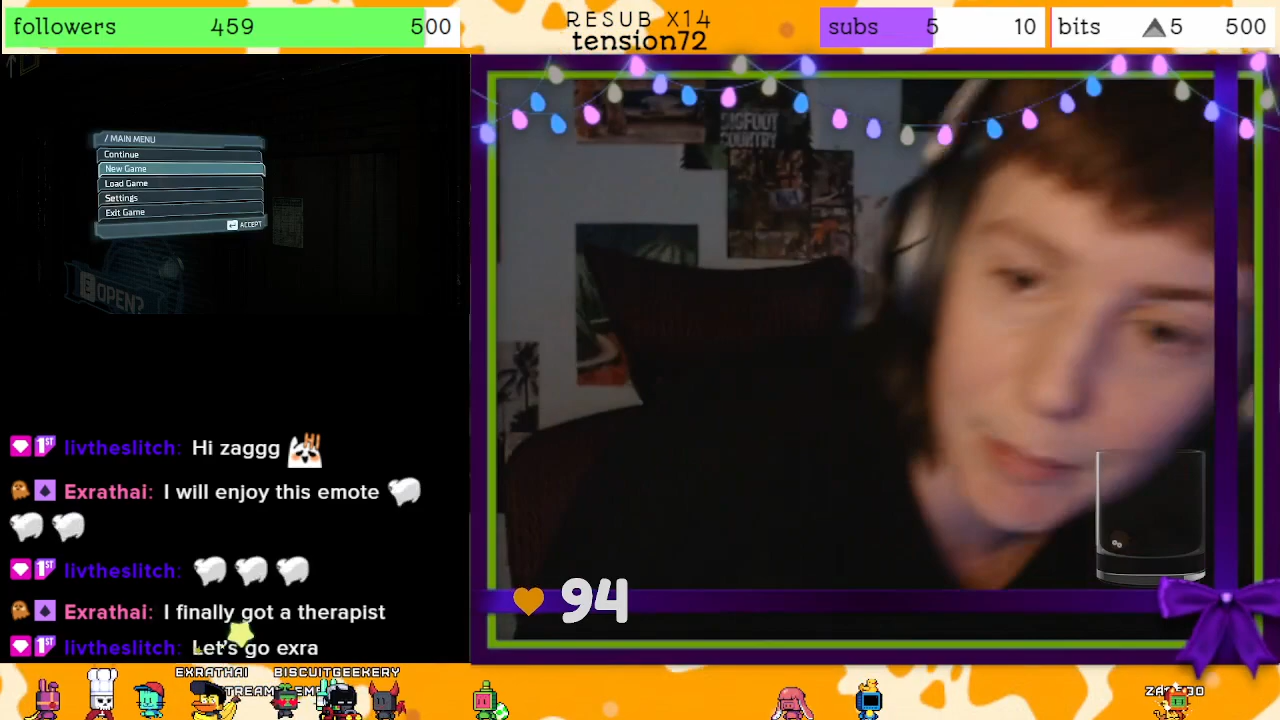 followers 459 500
RESUB X14
tension72
subs 5 10
bits 5 500
/ MAIN MENU
Continue
New Game
Load Game
Settings
Exit Game
ACCEPT
E OPEN?
BIGFOOT
COUNTRY
livtheslitch: Hi zaggg
Exrathai: I will enjoy this emote
livtheslitch:
Exrathai: I finally got a therapist
livtheslitch: Let's go exra
94
EXRATHAI BISCUITGEEKERY